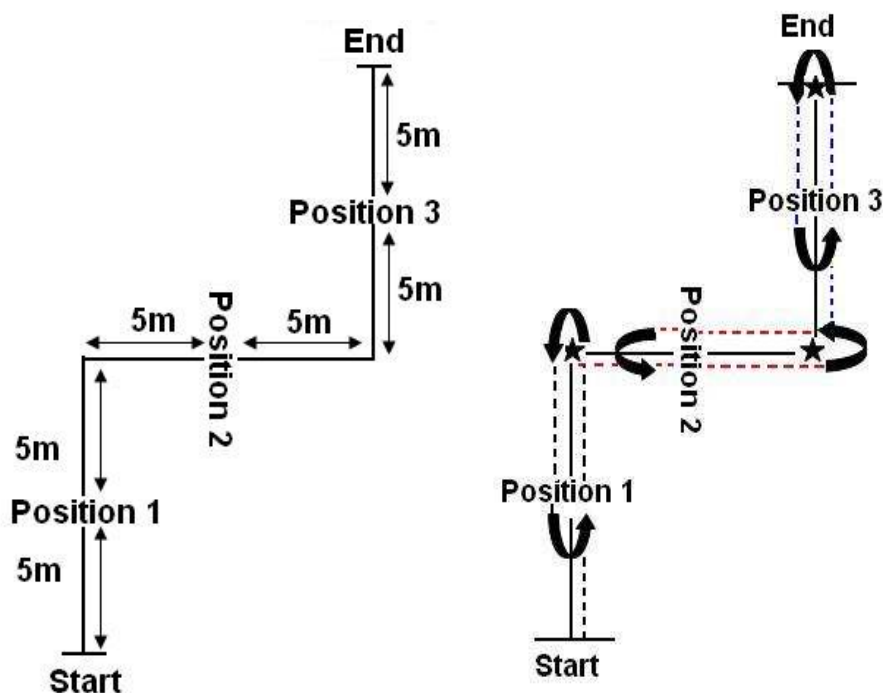 End
5m
Position 3
5m
5m
5m
Position 2
5m
Position 1
5m
Start
End
Position 3
Position 2
Position 1
Start